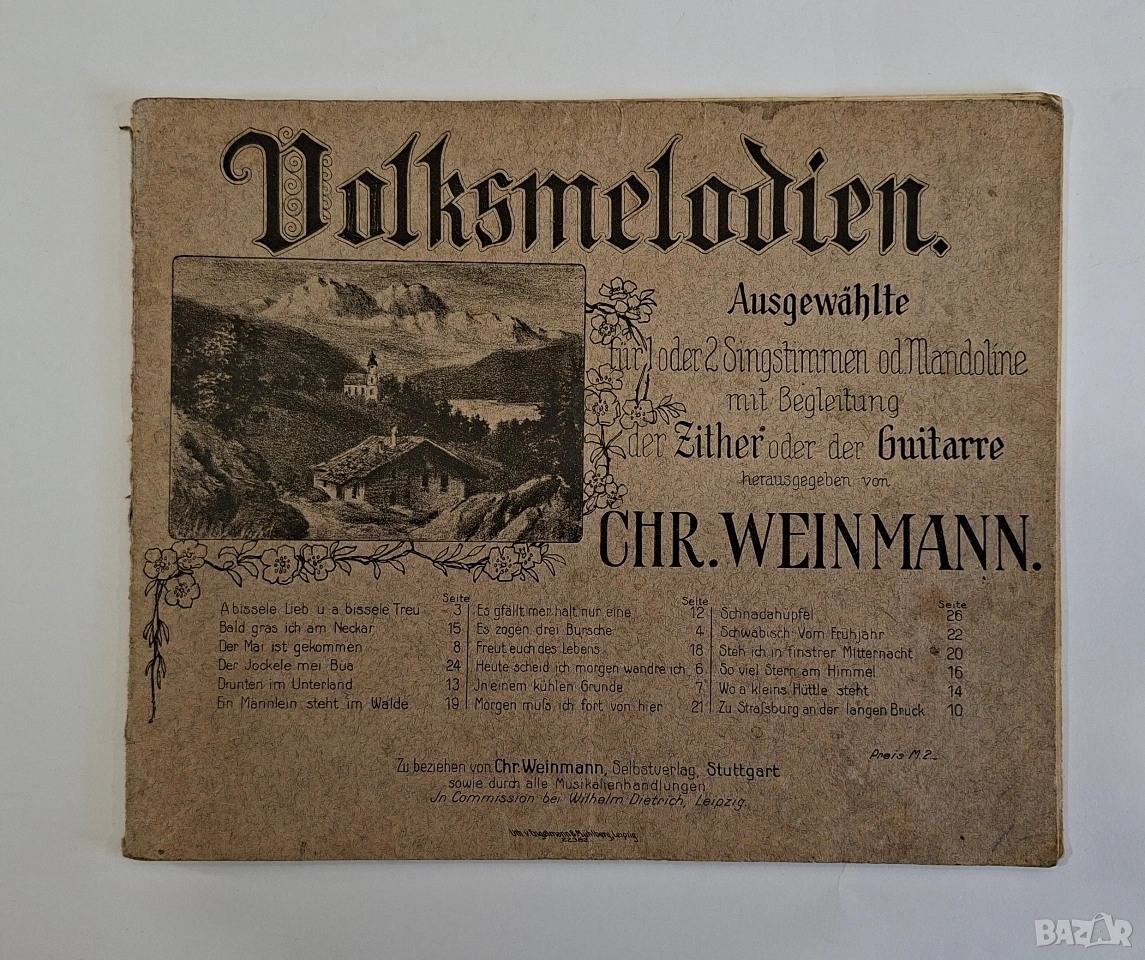 Volksmelodien.
Ausgewählte
für 1 oder 2 Singstimmen od. Mandoline
mit Begleitung
der Zither oder der Guitarre
herausgegeben von
CHR. WEINMANN.
Seite
A bissele Lieb u a bissele Treu 3
Bald gras ich am Neckar 15
Der Mai ist gekommen 8
Der Jockele mei Bua 24
Drunten im Unterland 13
Ein Männlein steht im Walde 19
Seite
Es gfällt mer halt nur eine 12
Es zogen drei Bursche 4
Freut euch des Lebens 18
Heute scheid ich morgen wandre ich 6
Jn einem kühlen Grunde 7
Morgen muß ich fort von hier 21
Seite
Schnadahüpfel 26
Schwäbisch-Vom Frühjahr 22
Steh ich in finstrer Mitternacht 20
So viel Stern am Himmel 16
Wo a kleins Hüttle steht 14
Zu Straßburg an der langen Bruck 10
Preis M. 2._
Zu beziehen von Chr. Weinmann, Selbstverlag, Stuttgart
sowie durch alle Musikalienhandlungen
Jn Commission bei Wilhelm Dietrich, Leipzig.
Lith. v. Engelmann & Mühlberg, Leipzig
BAZAR